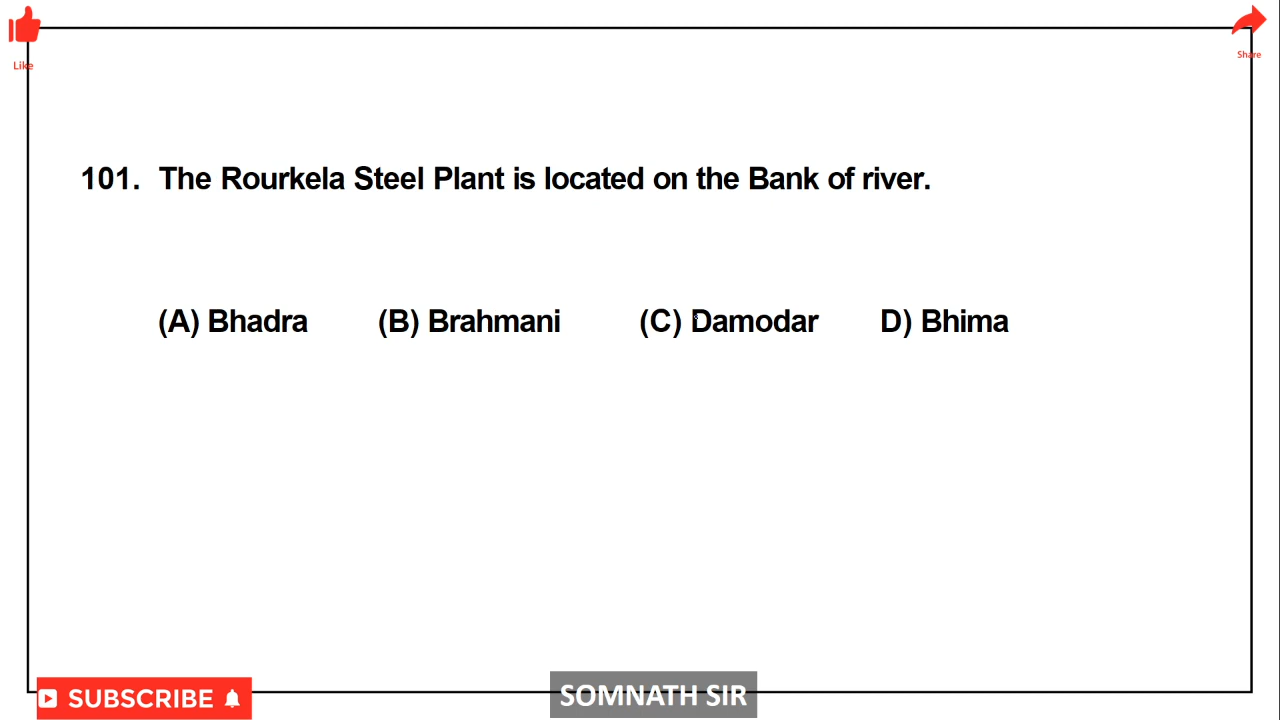 Like
Share
101. The Rourkela Steel Plant is located on the Bank of river.
(A) Bhadra (B) Brahmani (C) Damodar D) Bhima
SUBSCRIBE
SOMNATH SIR